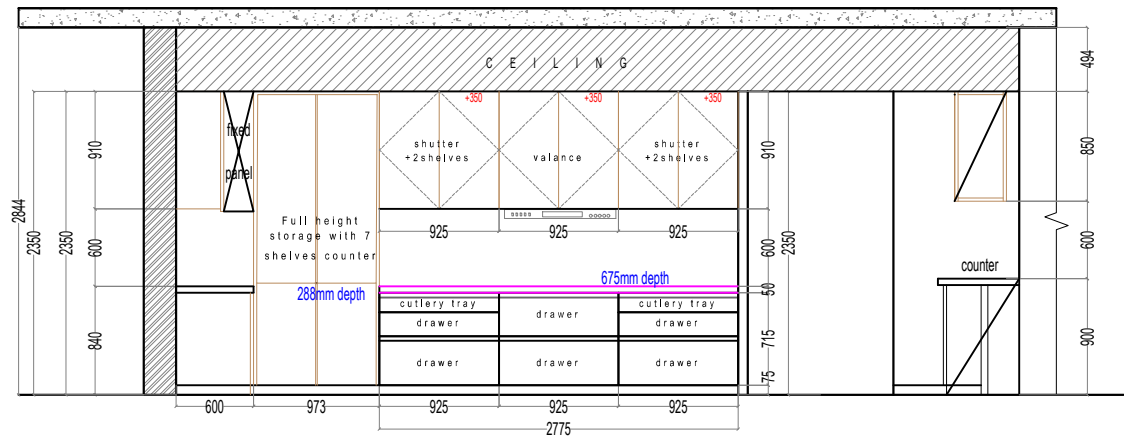 CEILING
494
+350
+350
+350
fixed
panel
shutter
+2shelves
valance
shutter
+2shelves
910
910
850
2844
2350
2350
Full height
storage with 7
shelves counter
925
925
925
600
600
2350
600
counter
675mm depth
288mm depth
50
cutlery tray
drawer
cutlery tray
drawer
drawer
840
715
900
drawer
drawer
drawer
75
600
973
925
925
925
2775